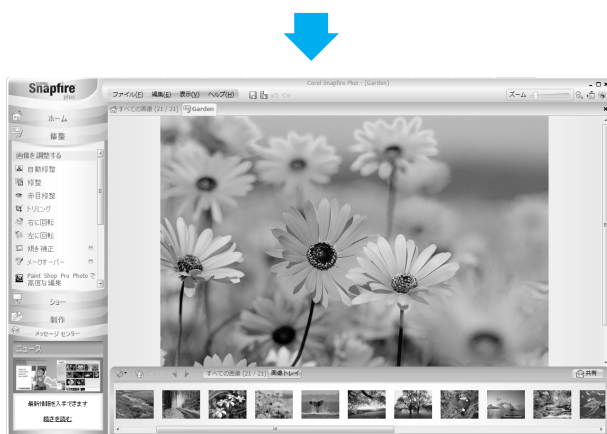 Corel Snapfire Plus - [Garden]
Snapfire
plus
ファイル(F) 編集(E) 表示(V) ヘルプ(H)
ズーム
すべての画像 (21 / 21) Garden
ホーム
修整
画像を調整する
自動修整
修整
赤目修整
トリミング
右に回転
左に回転
傾き補正
メークオーバー
Paint Shop Pro Photo で
高度な編集
ショー
制作
メッセージ センター
ニュース
最新情報を入手できます
続きを読む
すべての画像 (21 / 21) 画像トレイ
共有